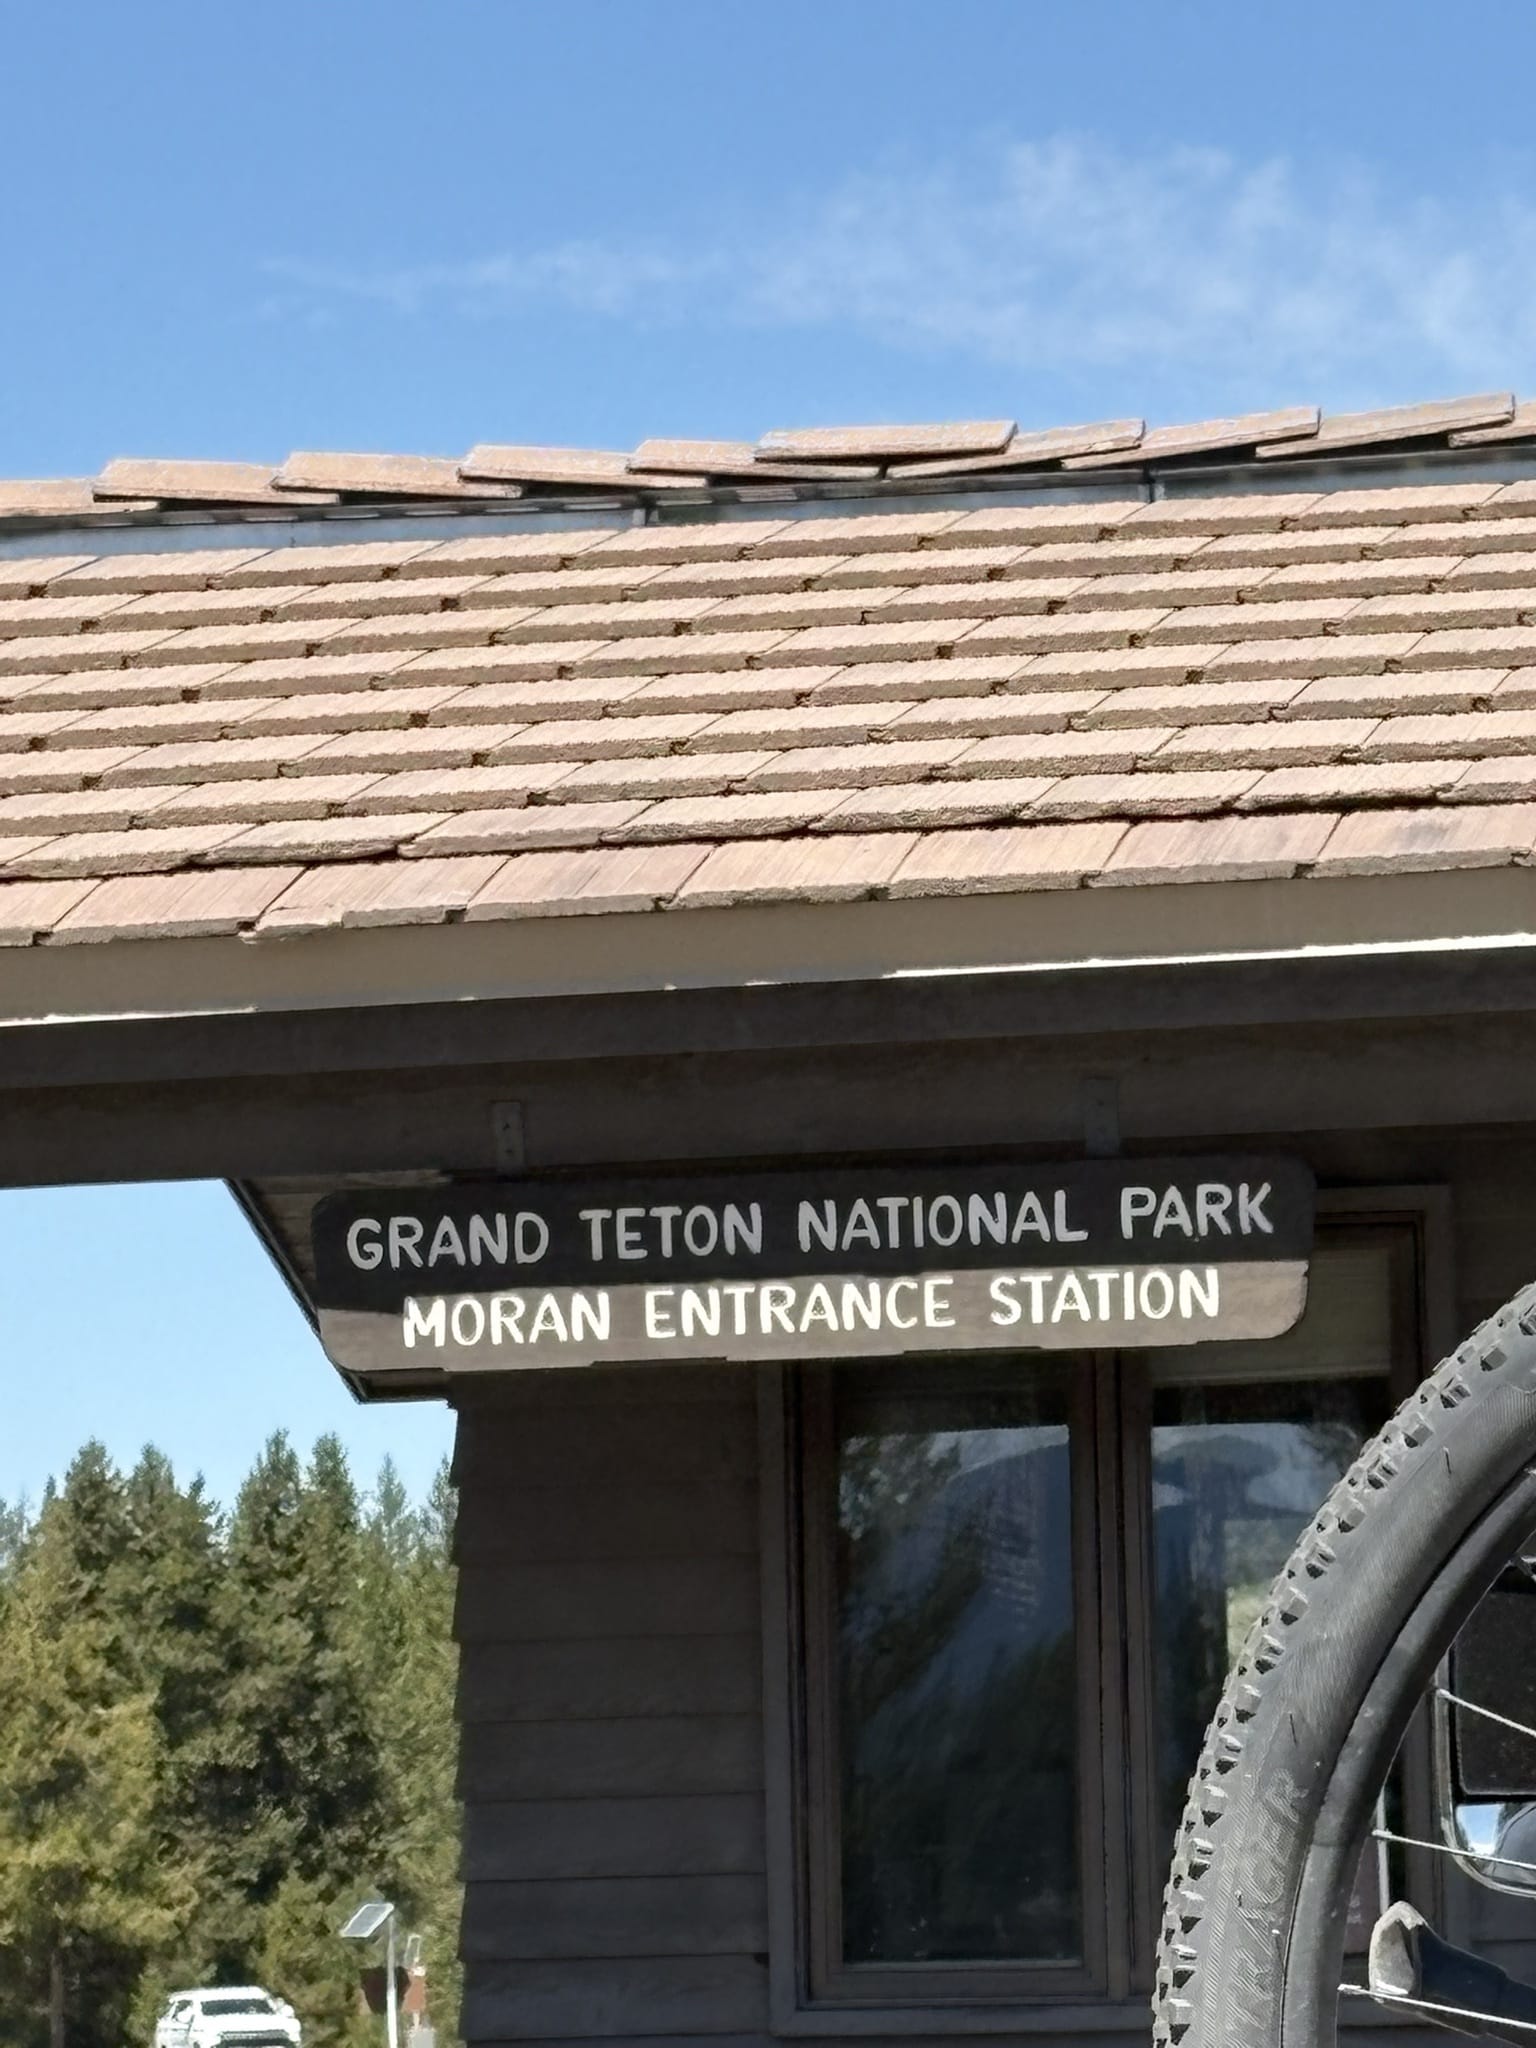 GRAND TETON NATIONAL PARK
MORAN ENTRANCE STATION